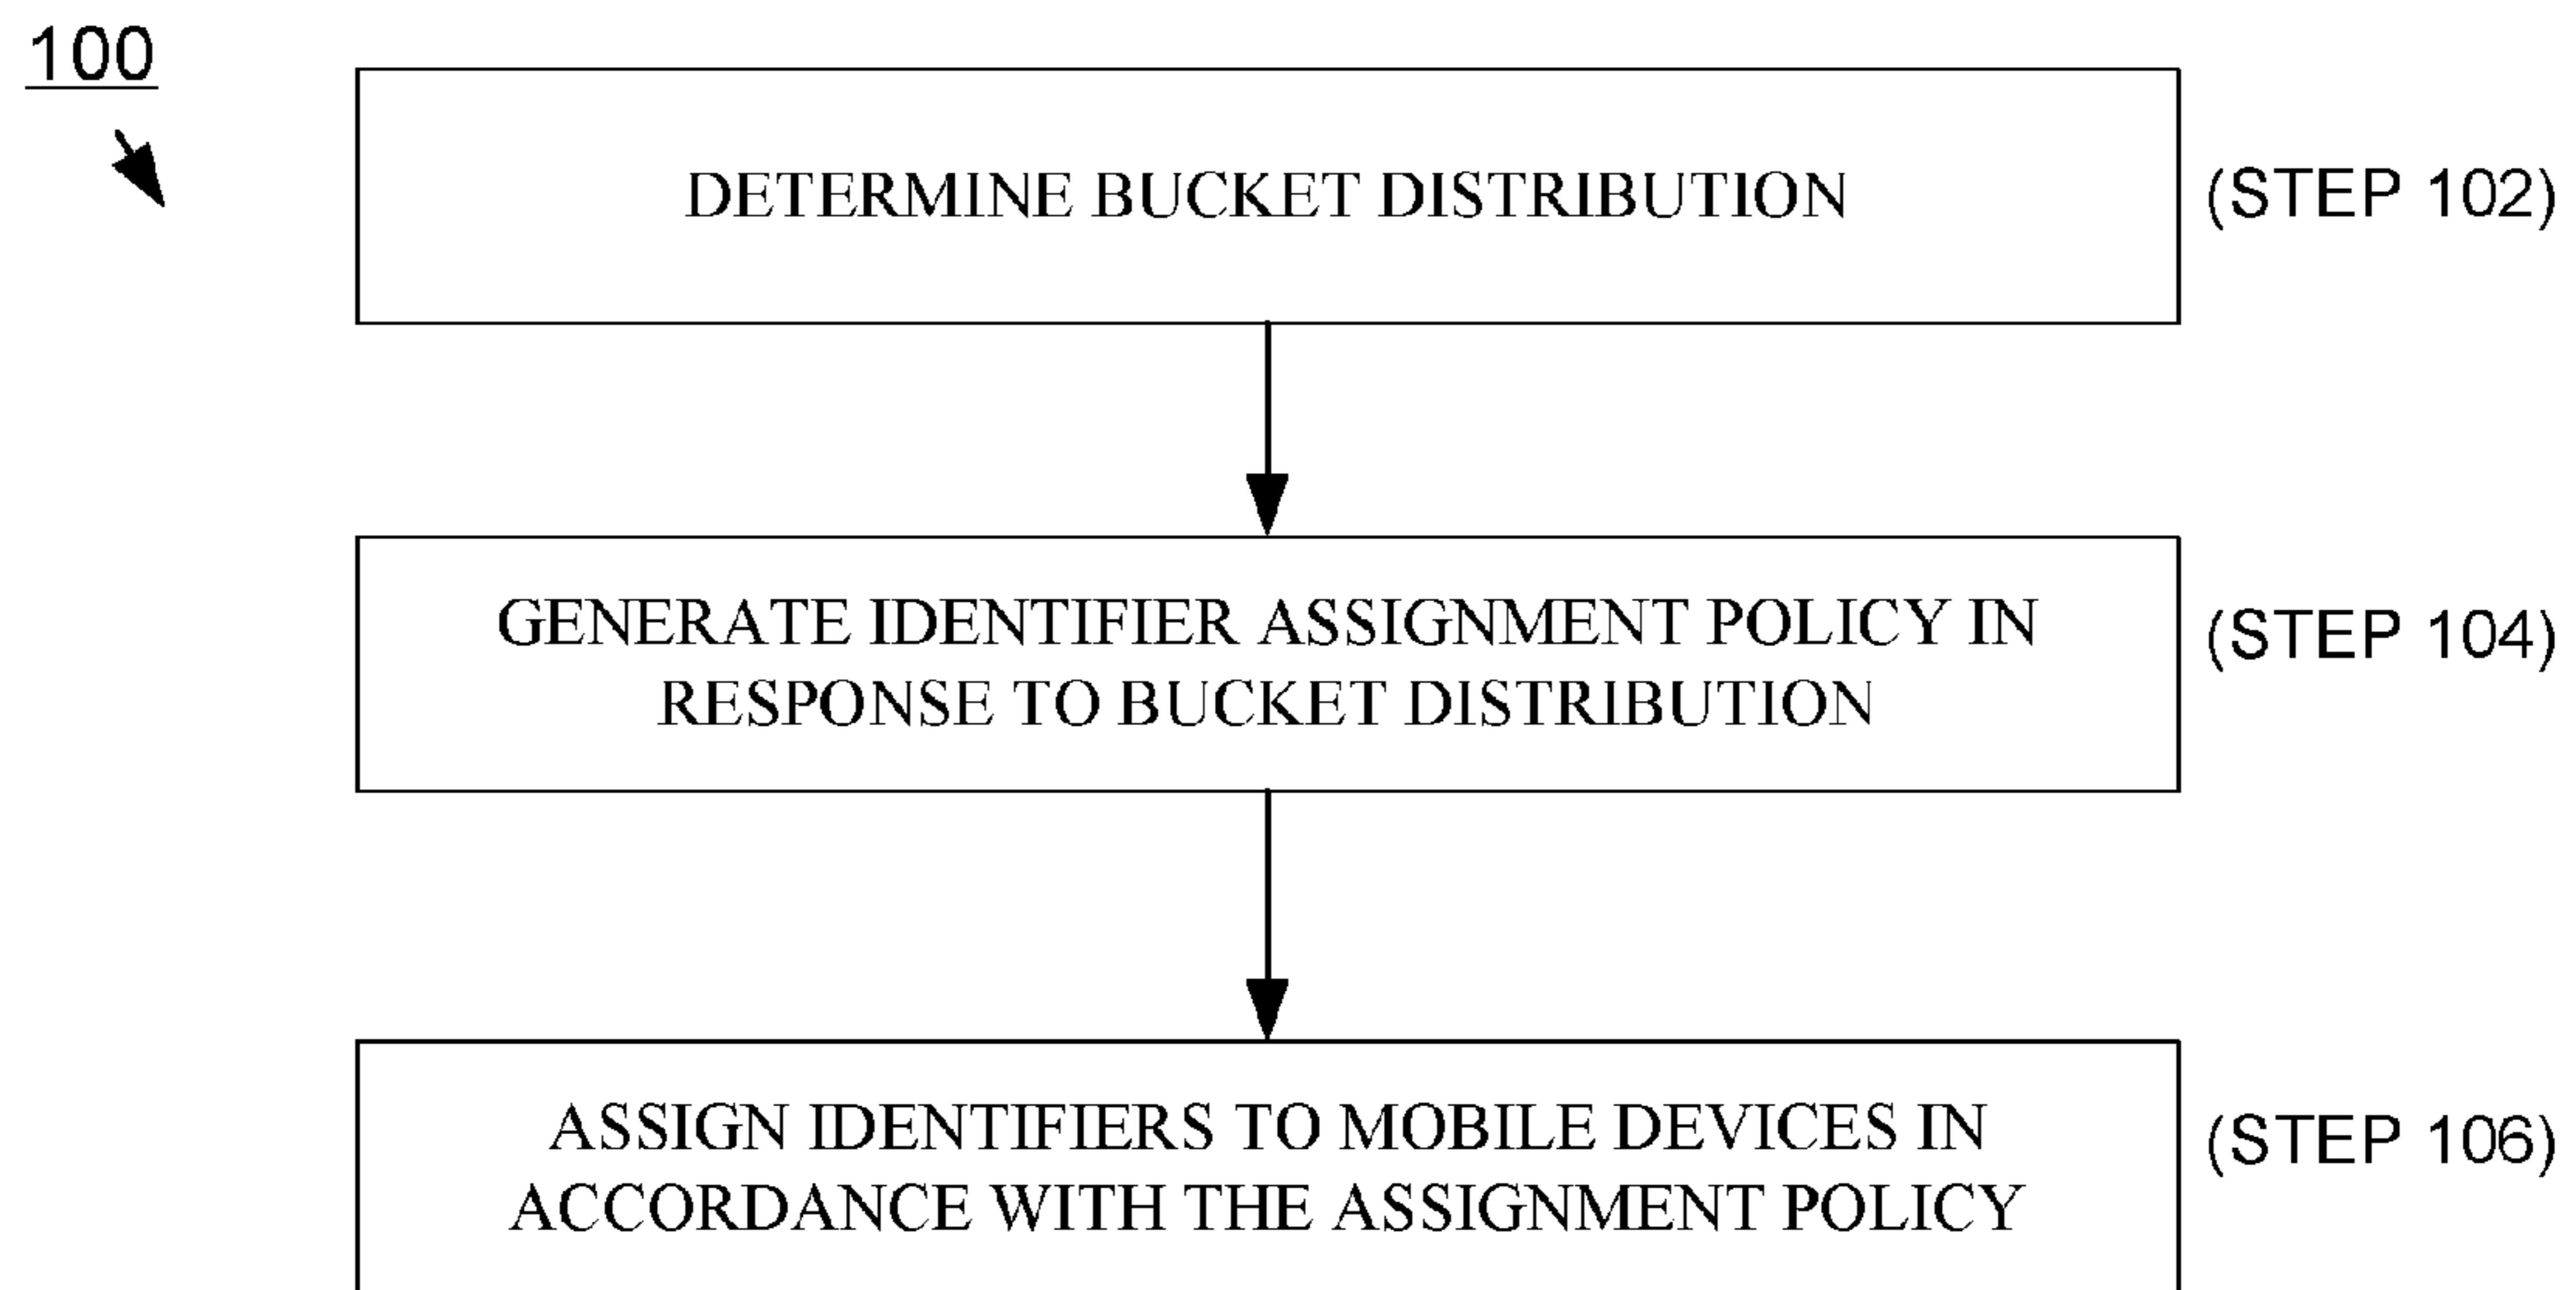 100
DETERMINE BUCKET DISTRIBUTION
(STEP 102)
GENERATE IDENTIFIER ASSIGNMENT POLICY IN
RESPONSE TO BUCKET DISTRIBUTION
(STEP 104)
ASSIGN IDENTIFIERS TO MOBILE DEVICES IN
ACCORDANCE WITH THE ASSIGNMENT POLICY
(STEP 106)